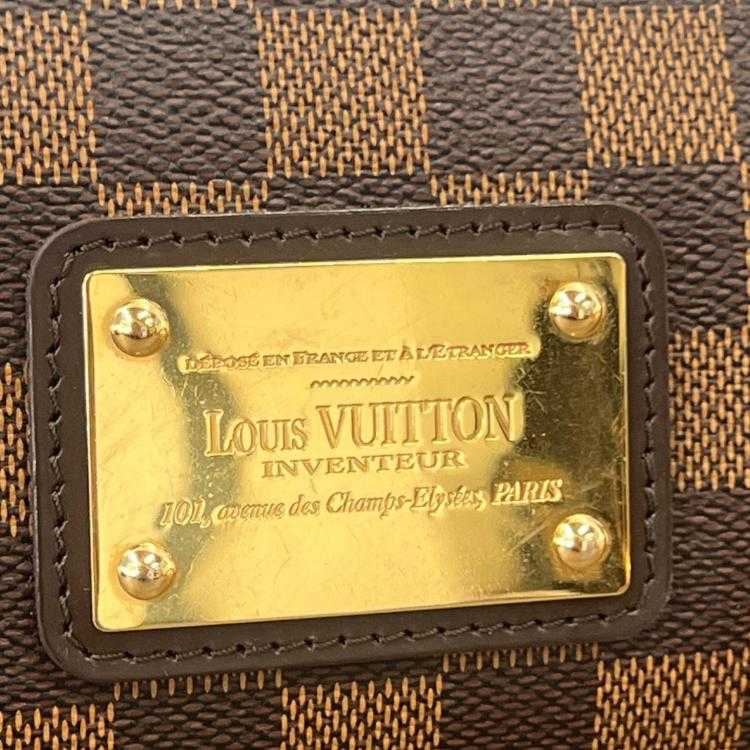 DÉPOSÉ EN FRANCE ET À L'ETRANGER
LOUIS VUITTON
INVENTEUR
101, avenue des Champs-Elysées, PARIS